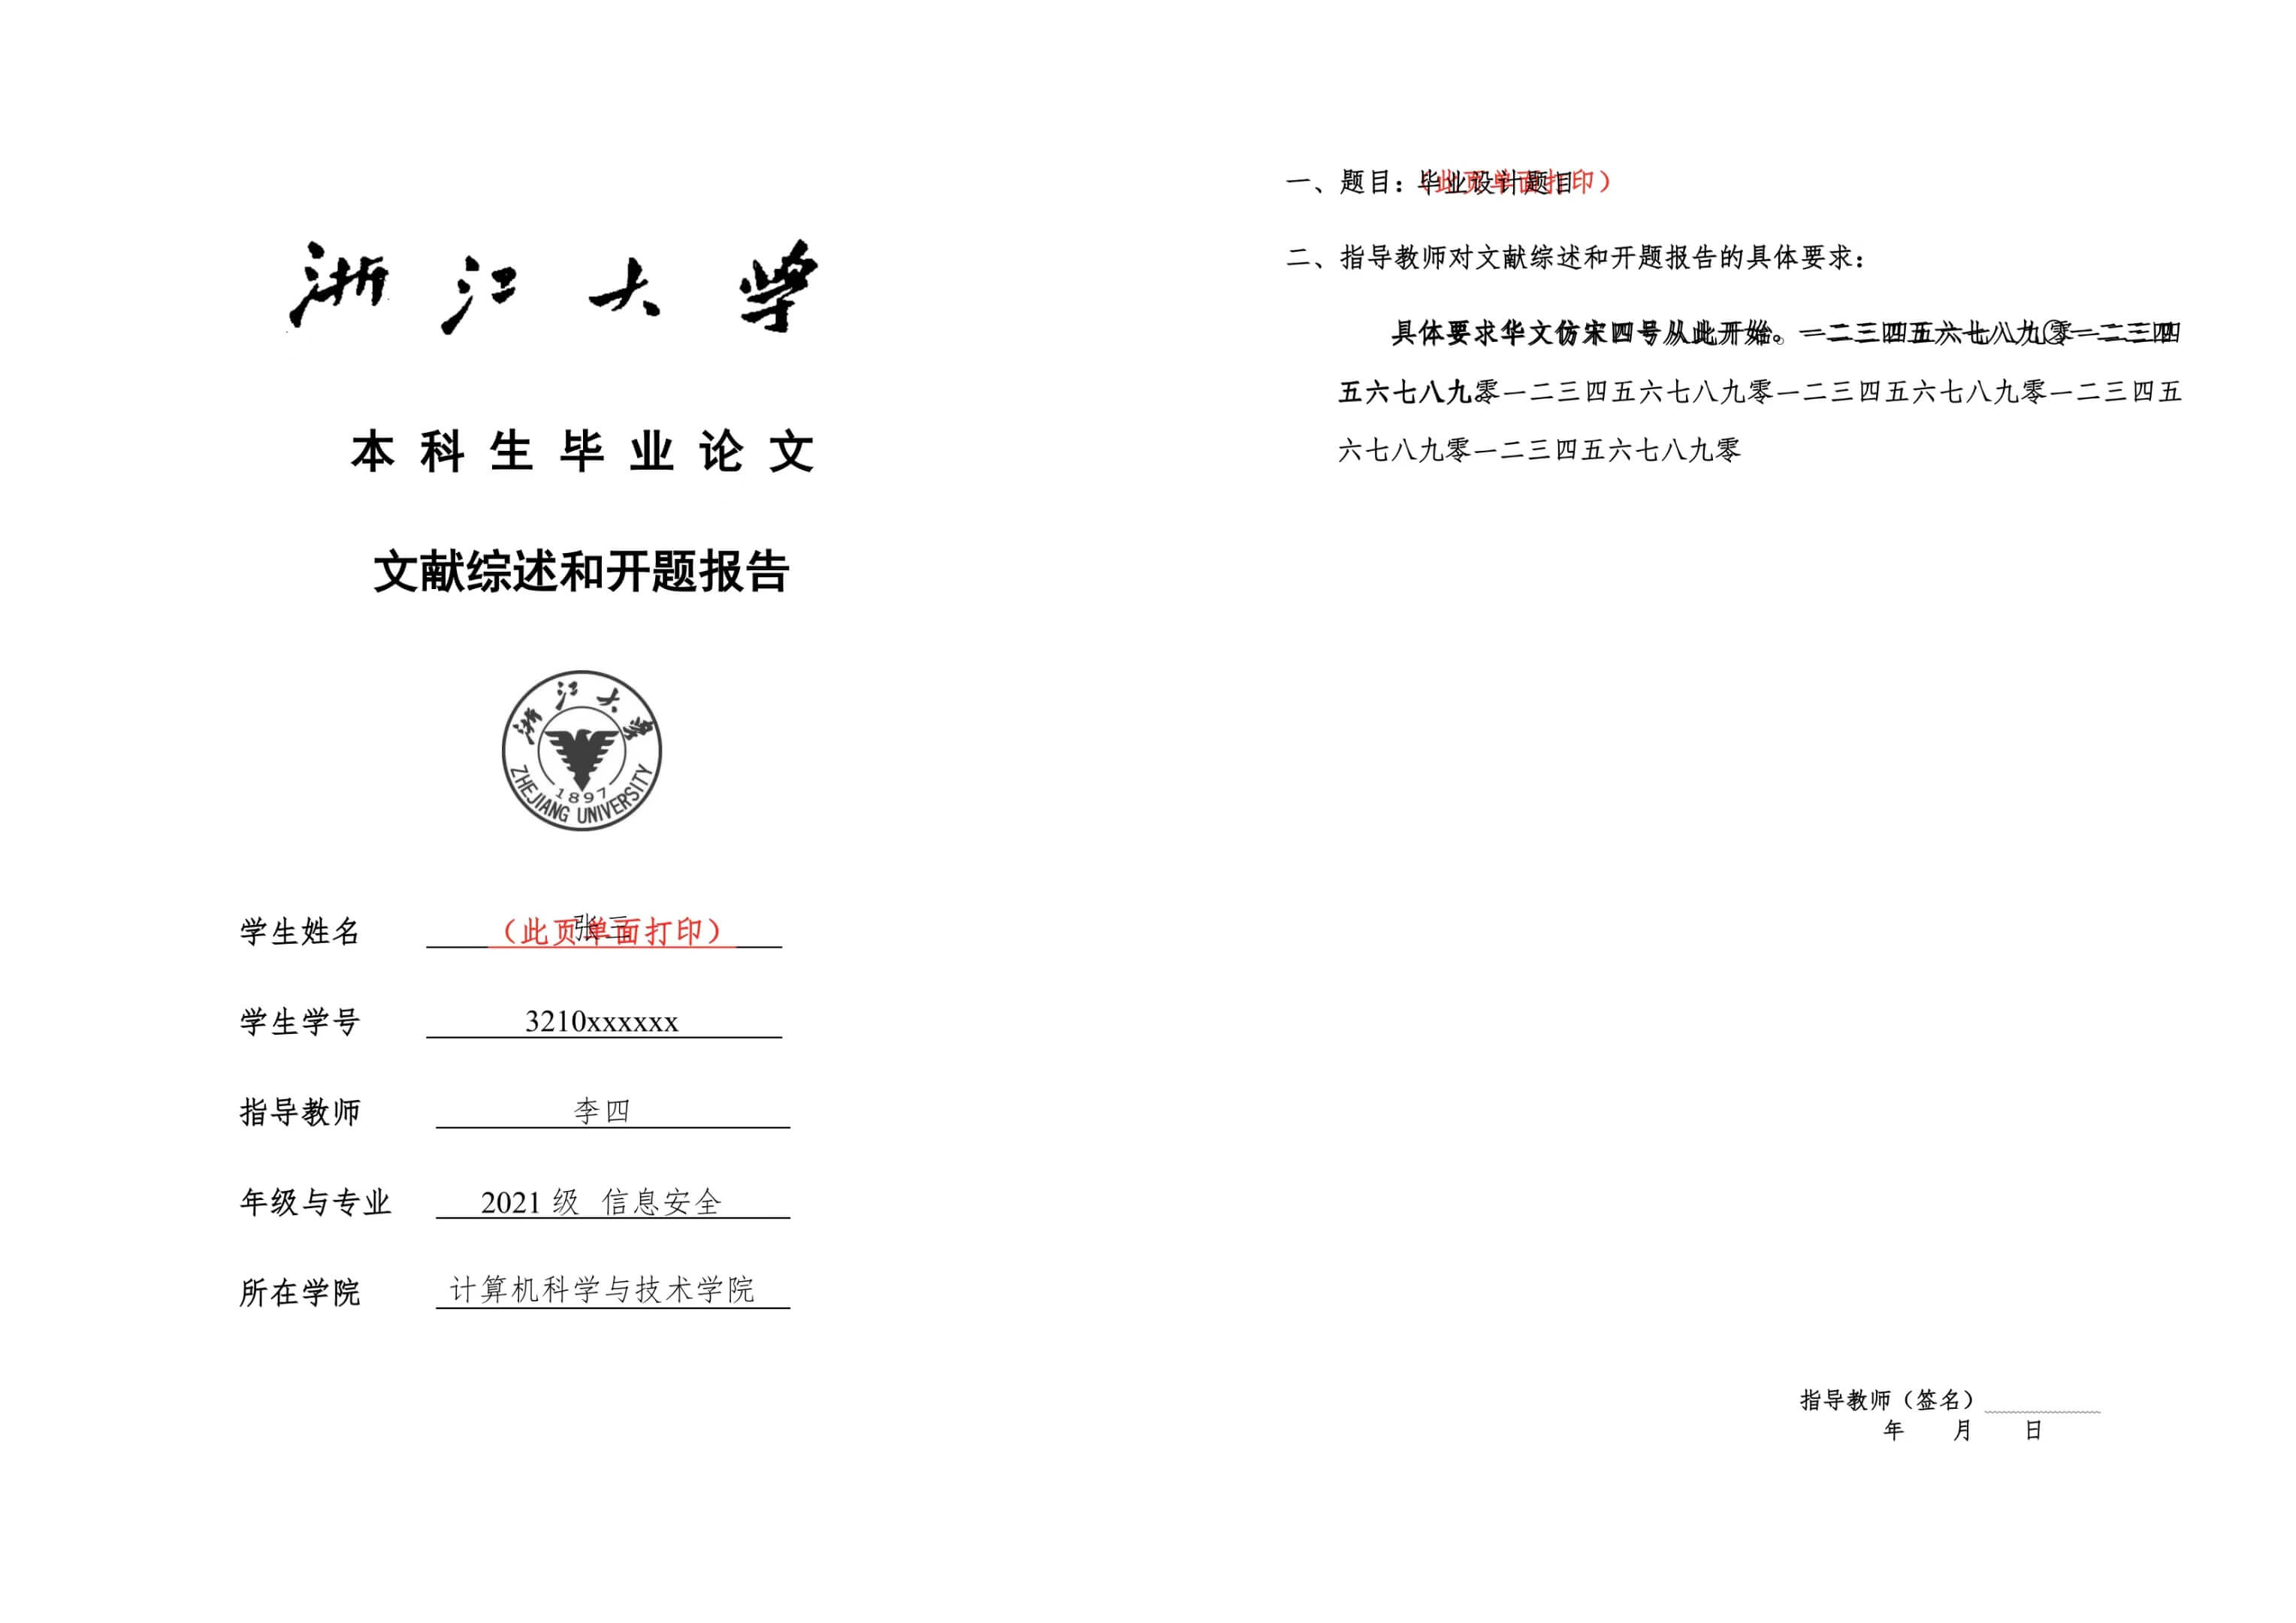 浙江大学
本科生毕业论文
文献综述和开题报告
浙江大学
1897
ZHEJIANG UNIVERSITY
学生姓名 张三（此页单面打印）
学生学号 3210xxxxxx
指导教师 李四
年级与专业 2021级 信息安全
所在学院 计算机科学与技术学院
一、题目：毕业设计题目（此页单面打印）
二、指导教师对文献综述和开题报告的具体要求：
具体要求华文仿宋四号从此开始。一二三四五六七八九零一二三四
五六七八九零一二三四五六七八九零一二三四五六七八九零一二三四五
六七八九零一二三四五六七八九零
指导教师（签名）
年 月 日